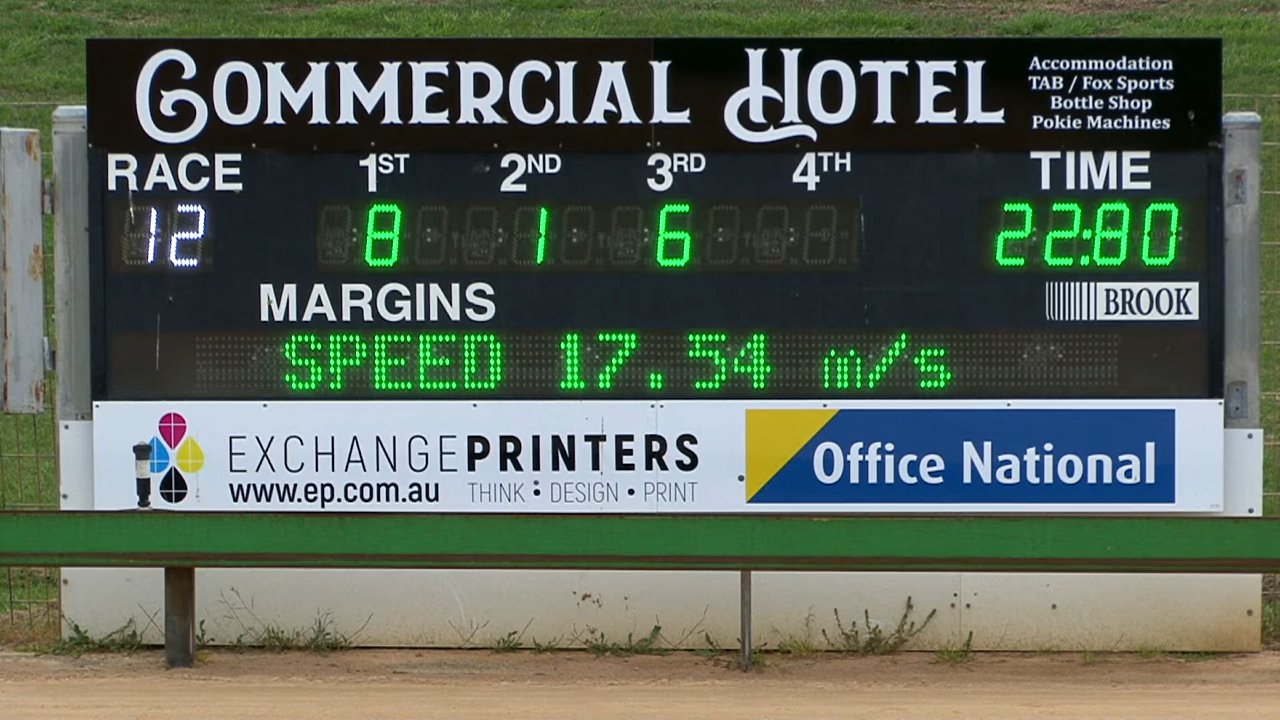 COMMERCIAL HOTEL
Accommodation
TAB / Fox Sports
Bottle Shop
Pokie Machines
RACE 1ST 2ND 3RD 4TH TIME
12 8 1 6 22:80
MARGINS
BROOK
SPEED 17.54 m/s
EXCHANGEPRINTERS
www.ep.com.au THINK • DESIGN • PRINT
Office National